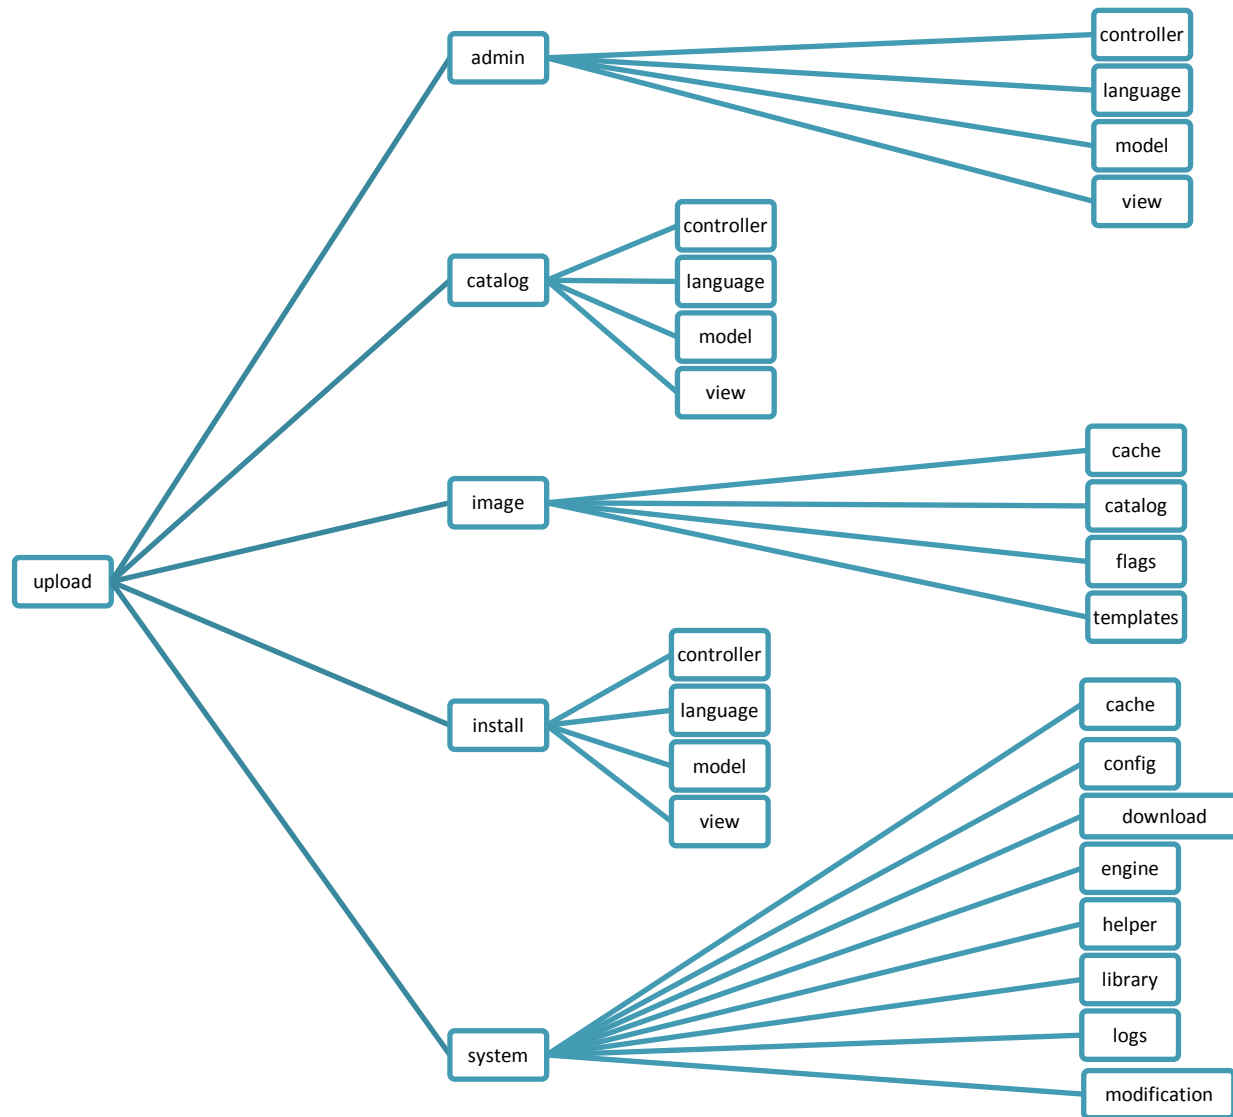 upload
admin
controller
language
model
view
catalog
controller
language
model
view
image
cache
catalog
flags
templates
install
controller
language
model
view
system
cache
config
download
engine
helper
library
logs
modification